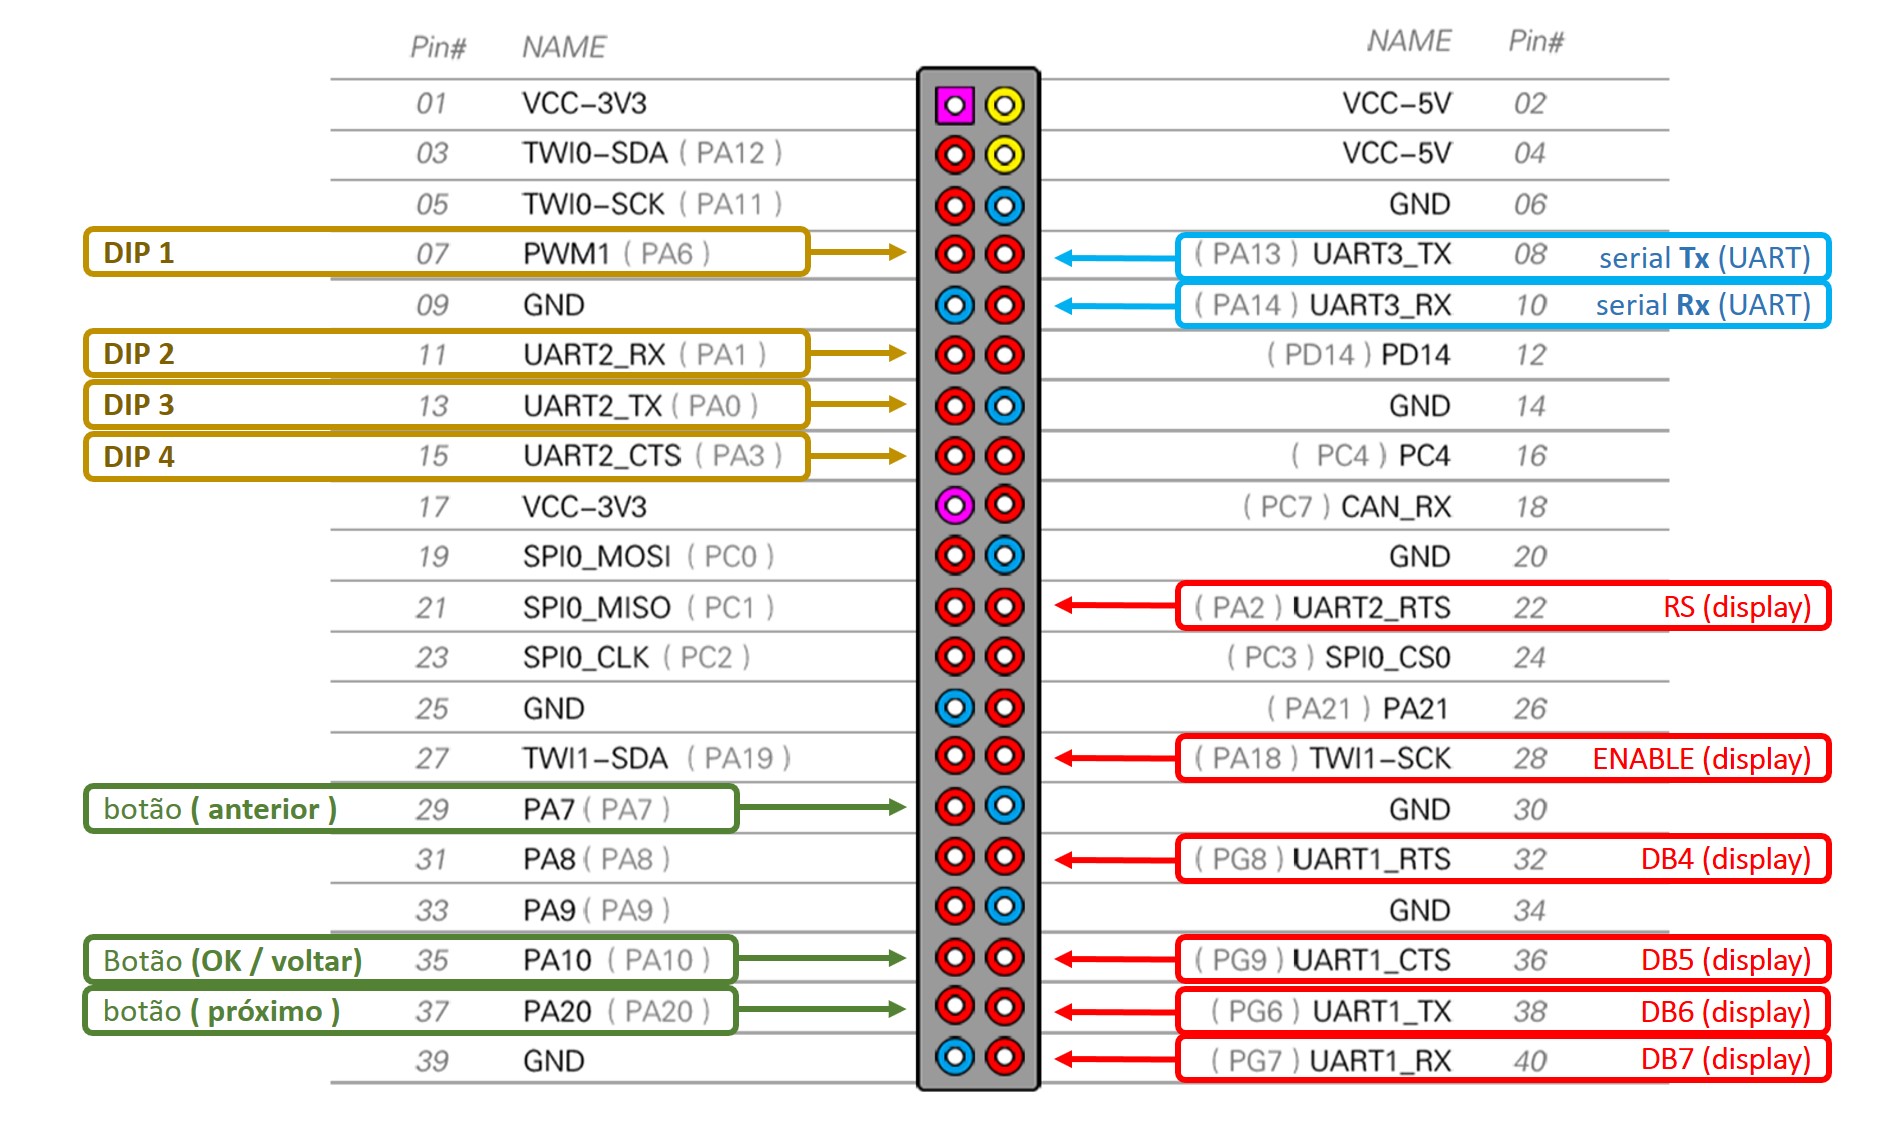 Pin# NAME NAME Pin#
01 VCC-3V3 VCC-5V 02
03 TWI0-SDA ( PA12 ) VCC-5V 04
05 TWI0-SCK ( PA11 ) GND 06
DIP 1 07 PWM1 ( PA6 ) ( PA13 ) UART3_TX 08 serial Tx (UART)
09 GND ( PA14 ) UART3_RX 10 serial Rx (UART)
DIP 2 11 UART2_RX ( PA1 ) ( PD14 ) PD14 12
DIP 3 13 UART2_TX ( PA0 ) GND 14
DIP 4 15 UART2_CTS ( PA3 ) ( PC4 ) PC4 16
17 VCC-3V3 ( PC7 ) CAN_RX 18
19 SPI0_MOSI ( PC0 ) GND 20
21 SPI0_MISO ( PC1 ) ( PA2 ) UART2_RTS 22 RS (display)
23 SPI0_CLK ( PC2 ) ( PC3 ) SPI0_CS0 24
25 GND ( PA21 ) PA21 26
27 TWI1-SDA ( PA19 ) ( PA18 ) TWI1-SCK 28 ENABLE (display)
botão ( anterior ) 29 PA7 ( PA7 ) GND 30
31 PA8 ( PA8 ) ( PG8 ) UART1_RTS 32 DB4 (display)
33 PA9 ( PA9 ) GND 34
Botão (OK / voltar) 35 PA10 ( PA10 ) ( PG9 ) UART1_CTS 36 DB5 (display)
botão ( próximo ) 37 PA20 ( PA20 ) ( PG6 ) UART1_TX 38 DB6 (display)
39 GND ( PG7 ) UART1_RX 40 DB7 (display)